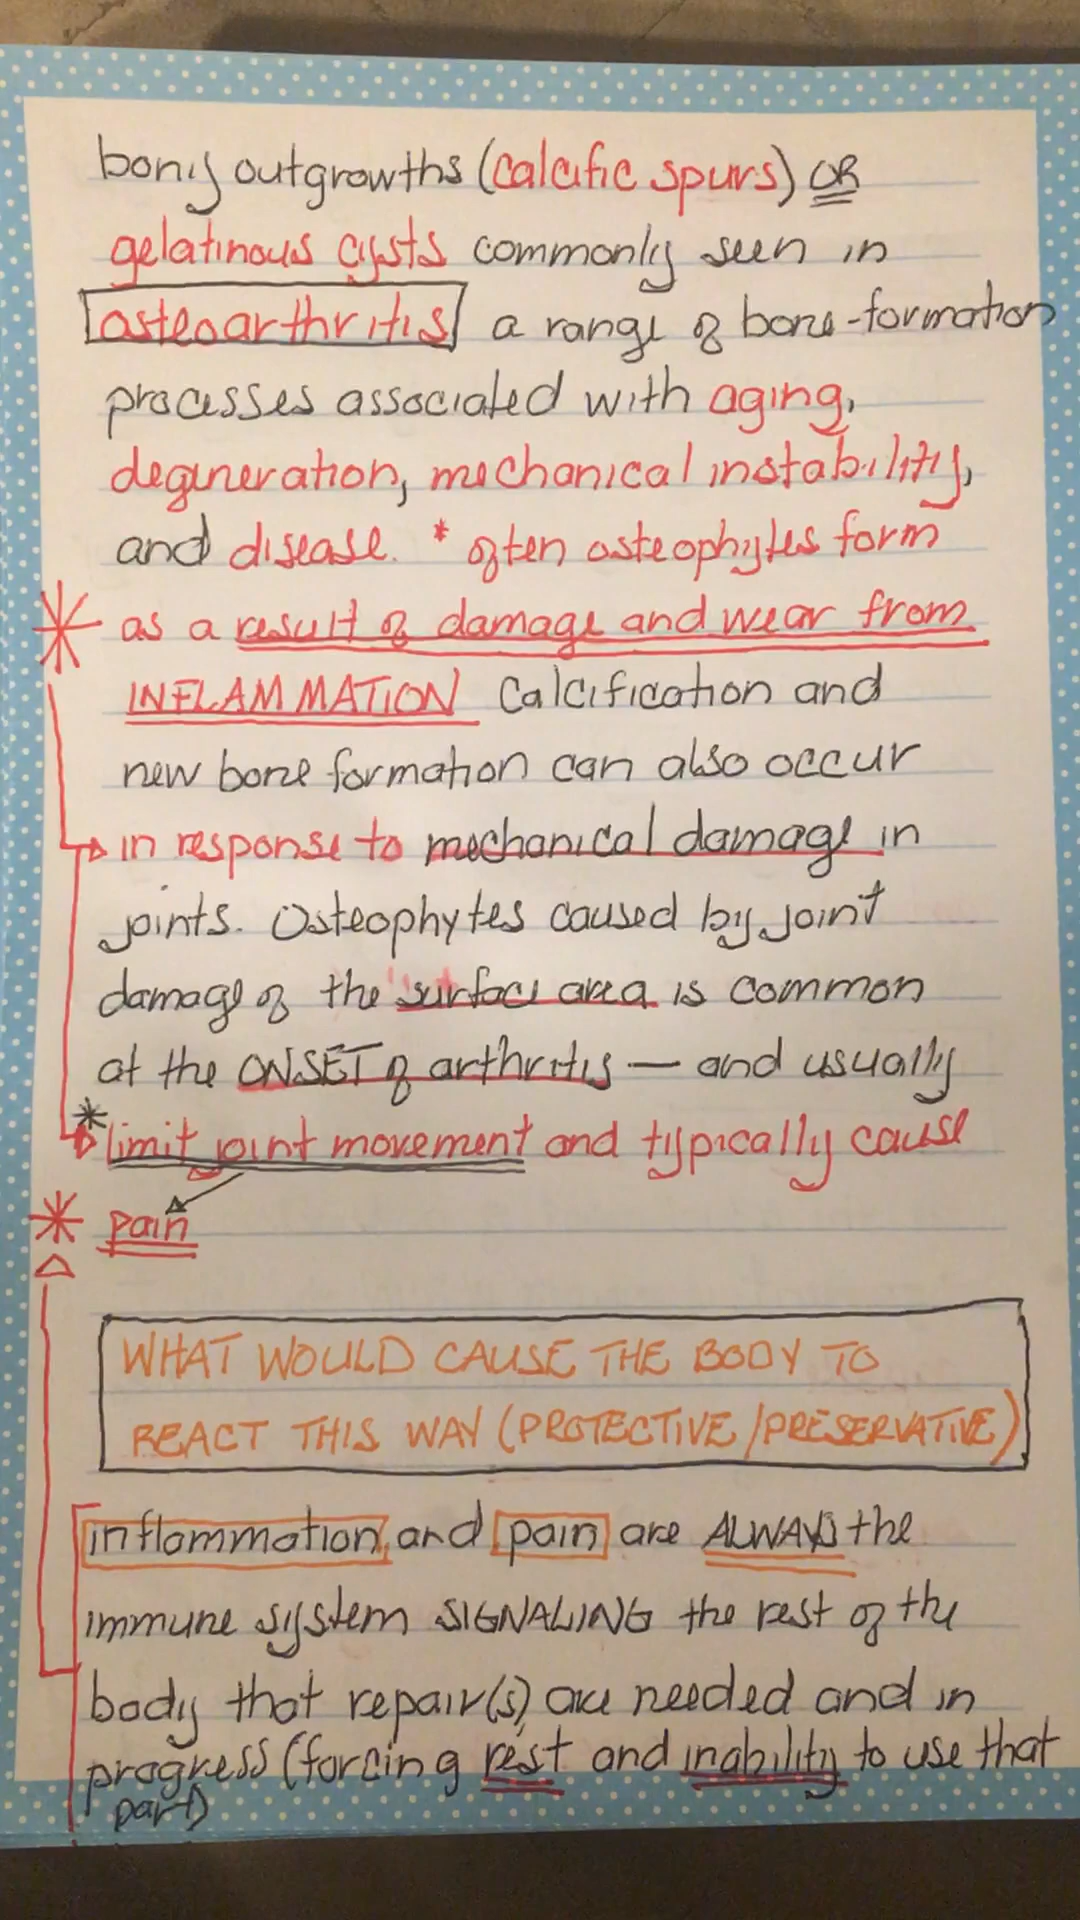 bony outgrowths (calcific spurs) OR
gelatinous cysts commonly seen in
osteoarthritis a range of bone-formation
processes associated with aging,
degeneration, mechanical instability,
and disease. * often osteophytes form
* as a result of damage and wear from
INFLAMMATION Calcification and
new bone formation can also occur
in response to mechanical damage in
joints. Osteophytes caused by joint
damage of the surface area is common
at the ONSET of arthritis — and usually
* limit joint movement and typically cause
* pain
WHAT WOULD CAUSE THE BODY TO
REACT THIS WAY (PROTECTIVE/PRESERVATIVE)
inflammation and pain are ALWAYS the
immune system SIGNALING the rest of the
body that repair(s) are needed and in
progress (forcing rest and inability to use that
part)